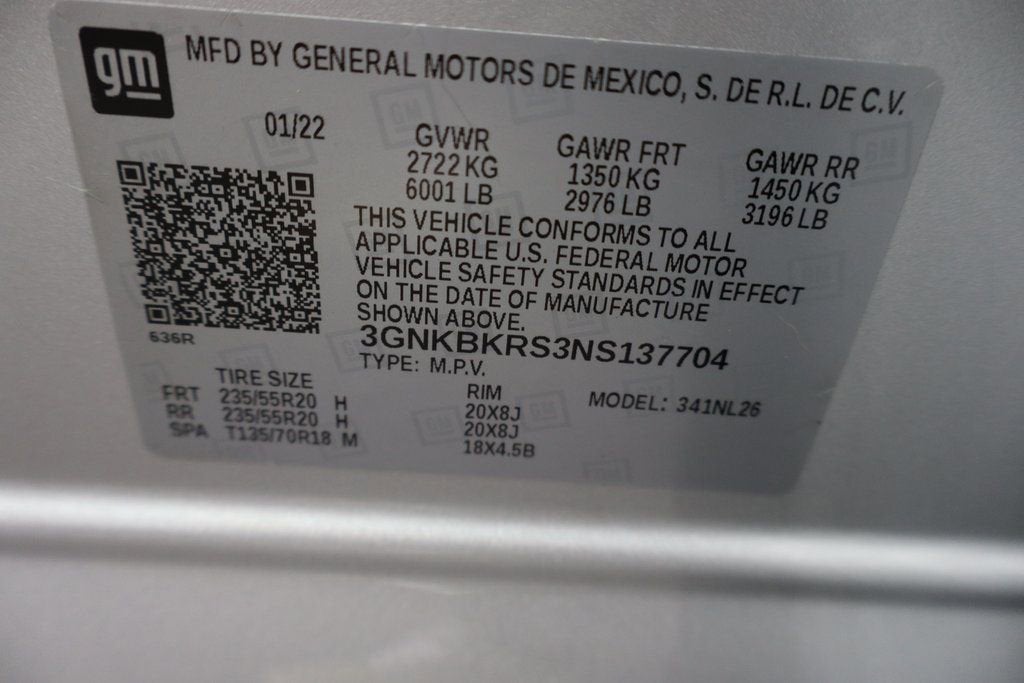 gm MFD BY GENERAL MOTORS DE MEXICO, S. DE R.L. DE C.V.
01/22 GVWR GAWR FRT GAWR RR
2722 KG 1350 KG 1450 KG
6001 LB 2976 LB 3196 LB
THIS VEHICLE CONFORMS TO ALL
APPLICABLE U.S. FEDERAL MOTOR
VEHICLE SAFETY STANDARDS IN EFFECT
ON THE DATE OF MANUFACTURE
SHOWN ABOVE.
636R
3GNKBKRS3NS137704
TYPE: M.P.V.
TIRE SIZE RIM MODEL: 341NL26
FRT 235/55R20 H 20X8J
RR 235/55R20 H 20X8J
SPA T135/70R18 M 18X4.5B